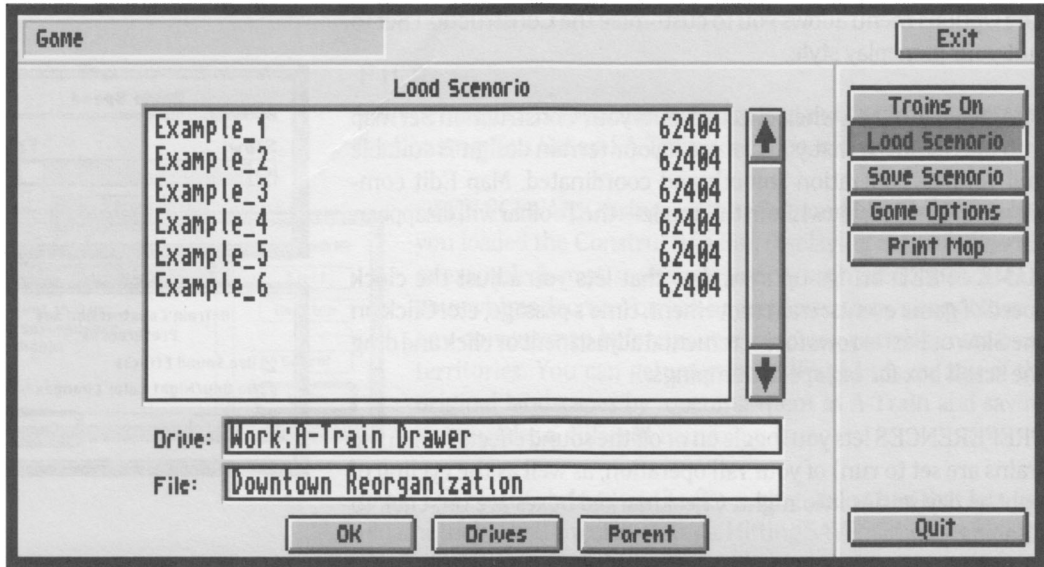 Game
Exit
Load Scenario
Example_1 62404
Example_2 62404
Example_3 62404
Example_4 62404
Example_5 62404
Example_6 62404
Drive: Work:A-Train Drawer
File: Downtown Reorganization
OK Drives Parent
Trains On
Load Scenario
Save Scenario
Game Options
Print Map
Quit